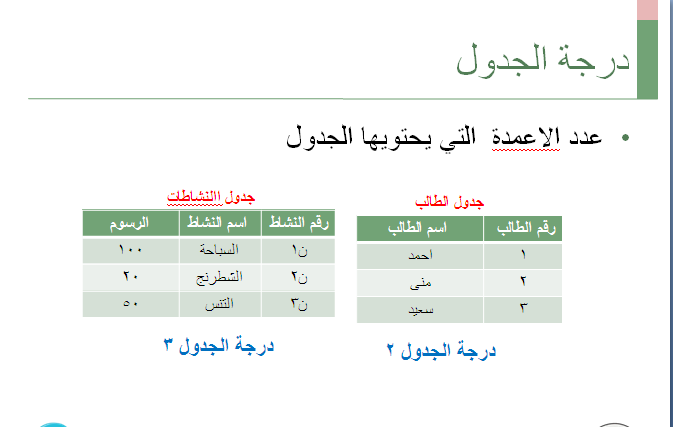 درجة الجدول
• عدد الاعمدة التي يحتويها الجدول
جدول الطالب
رقم الطالب اسم الطالب
١ احمد
٢ منى
٣ سعيد
درجة الجدول ٢
جدول االنشاطات
رقم النشاط اسم النشاط الرسوم
ن١ السباحة ١٠٠
ن٢ الشطرنج ٢٠
ن٣ التنس ٥٠
درجة الجدول ٣